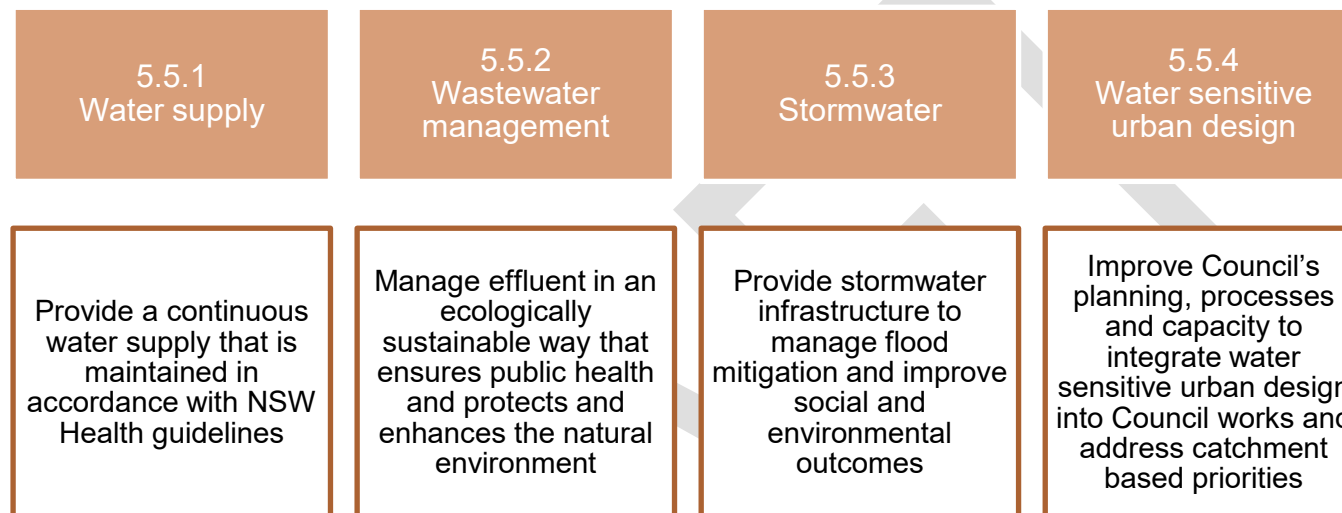 5.5.1
Water supply
5.5.2
Wastewater
management
5.5.3
Stormwater
5.5.4
Water sensitive
urban design
Provide a continuous
water supply that is
maintained in
accordance with NSW
Health guidelines
Manage effluent in an
ecologically
sustainable way that
ensures public health
and protects and
enhances the natural
environment
Provide stormwater
infrastructure to
manage flood
mitigation and improve
social and
environmental
outcomes
Improve Council’s
planning, processes
and capacity to
integrate water
sensitive urban design
into Council works and
address catchment
based priorities